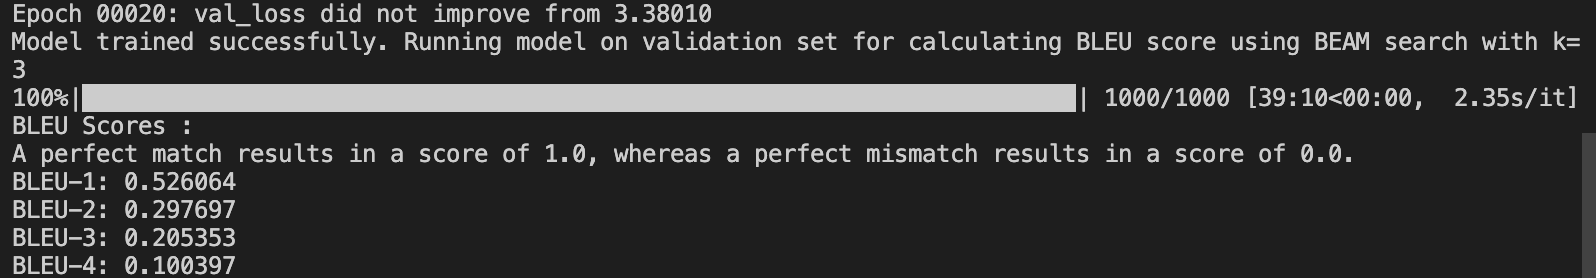 Epoch 00020: val_loss did not improve from 3.38010
Model trained successfully. Running model on validation set for calculating BLEU score using BEAM search with k=
3
100%|██████████| 1000/1000 [39:10<00:00,  2.35s/it]
BLEU Scores :
A perfect match results in a score of 1.0, whereas a perfect mismatch results in a score of 0.0.
BLEU-1: 0.526064
BLEU-2: 0.297697
BLEU-3: 0.205353
BLEU-4: 0.100397